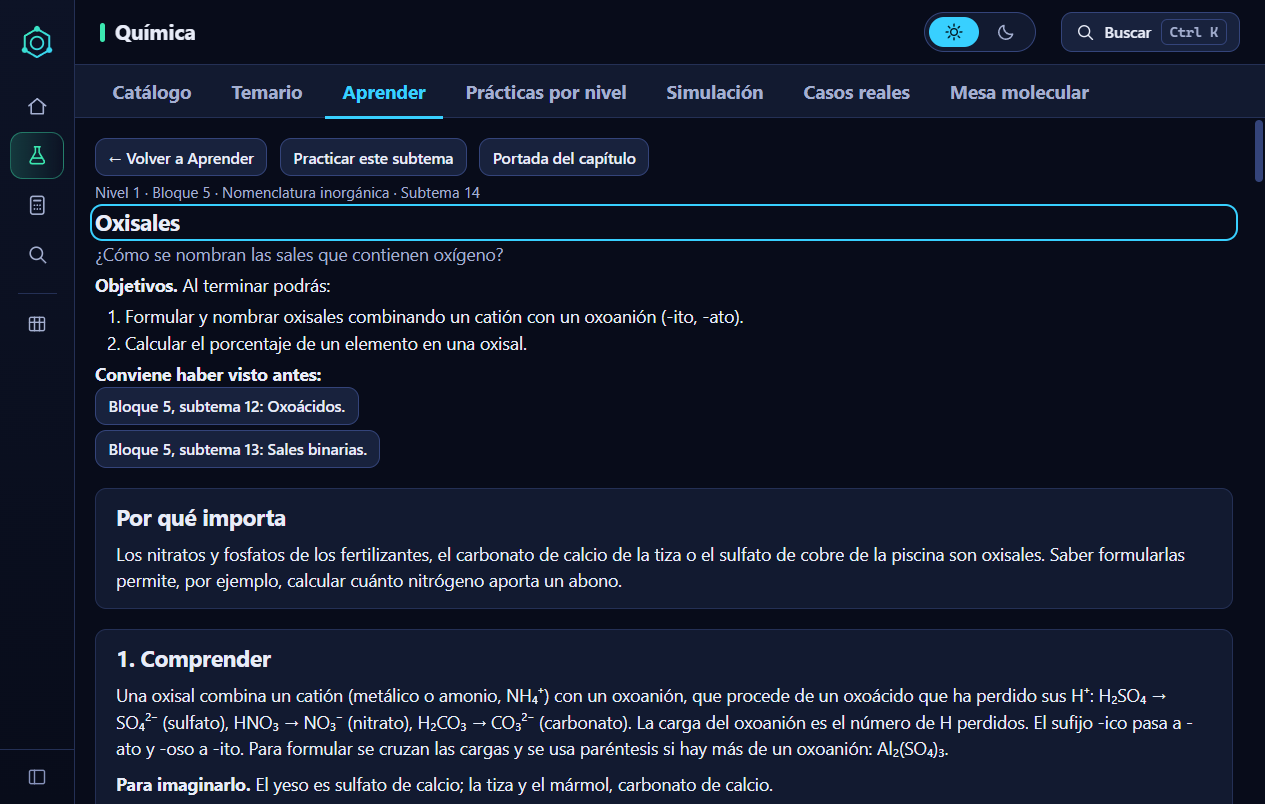 Química
Buscar Ctrl K
Catálogo Temario Aprender Prácticas por nivel Simulación Casos reales Mesa molecular
← Volver a Aprender Practicar este subtema Portada del capítulo
Nivel 1 · Bloque 5 · Nomenclatura inorgánica · Subtema 14
Oxisales
¿Cómo se nombran las sales que contienen oxígeno?
Objetivos. Al terminar podrás:
1. Formular y nombrar oxisales combinando un catión con un oxoanión (-ito, -ato).
2. Calcular el porcentaje de un elemento en una oxisal.
Conviene haber visto antes:
Bloque 5, subtema 12: Oxoácidos.
Bloque 5, subtema 13: Sales binarias.
Por qué importa
Los nitratos y fosfatos de los fertilizantes, el carbonato de calcio de la tiza o el sulfato de cobre de la piscina son oxisales. Saber formularlas
permite, por ejemplo, calcular cuánto nitrógeno aporta un abono.
1. Comprender
Una oxisal combina un catión (metálico o amonio, NH₄⁺) con un oxoanión, que procede de un oxoácido que ha perdido sus H⁺: H₂SO₄ →
SO₄²⁻ (sulfato), HNO₃ → NO₃⁻ (nitrato), H₂CO₃ → CO₃²⁻ (carbonato). La carga del oxoanión es el número de H perdidos. El sufijo -ico pasa a -
ato y -oso a -ito. Para formular se cruzan las cargas y se usa paréntesis si hay más de un oxoanión: Al₂(SO₄)₃.
Para imaginarlo. El yeso es sulfato de calcio; la tiza y el mármol, carbonato de calcio.